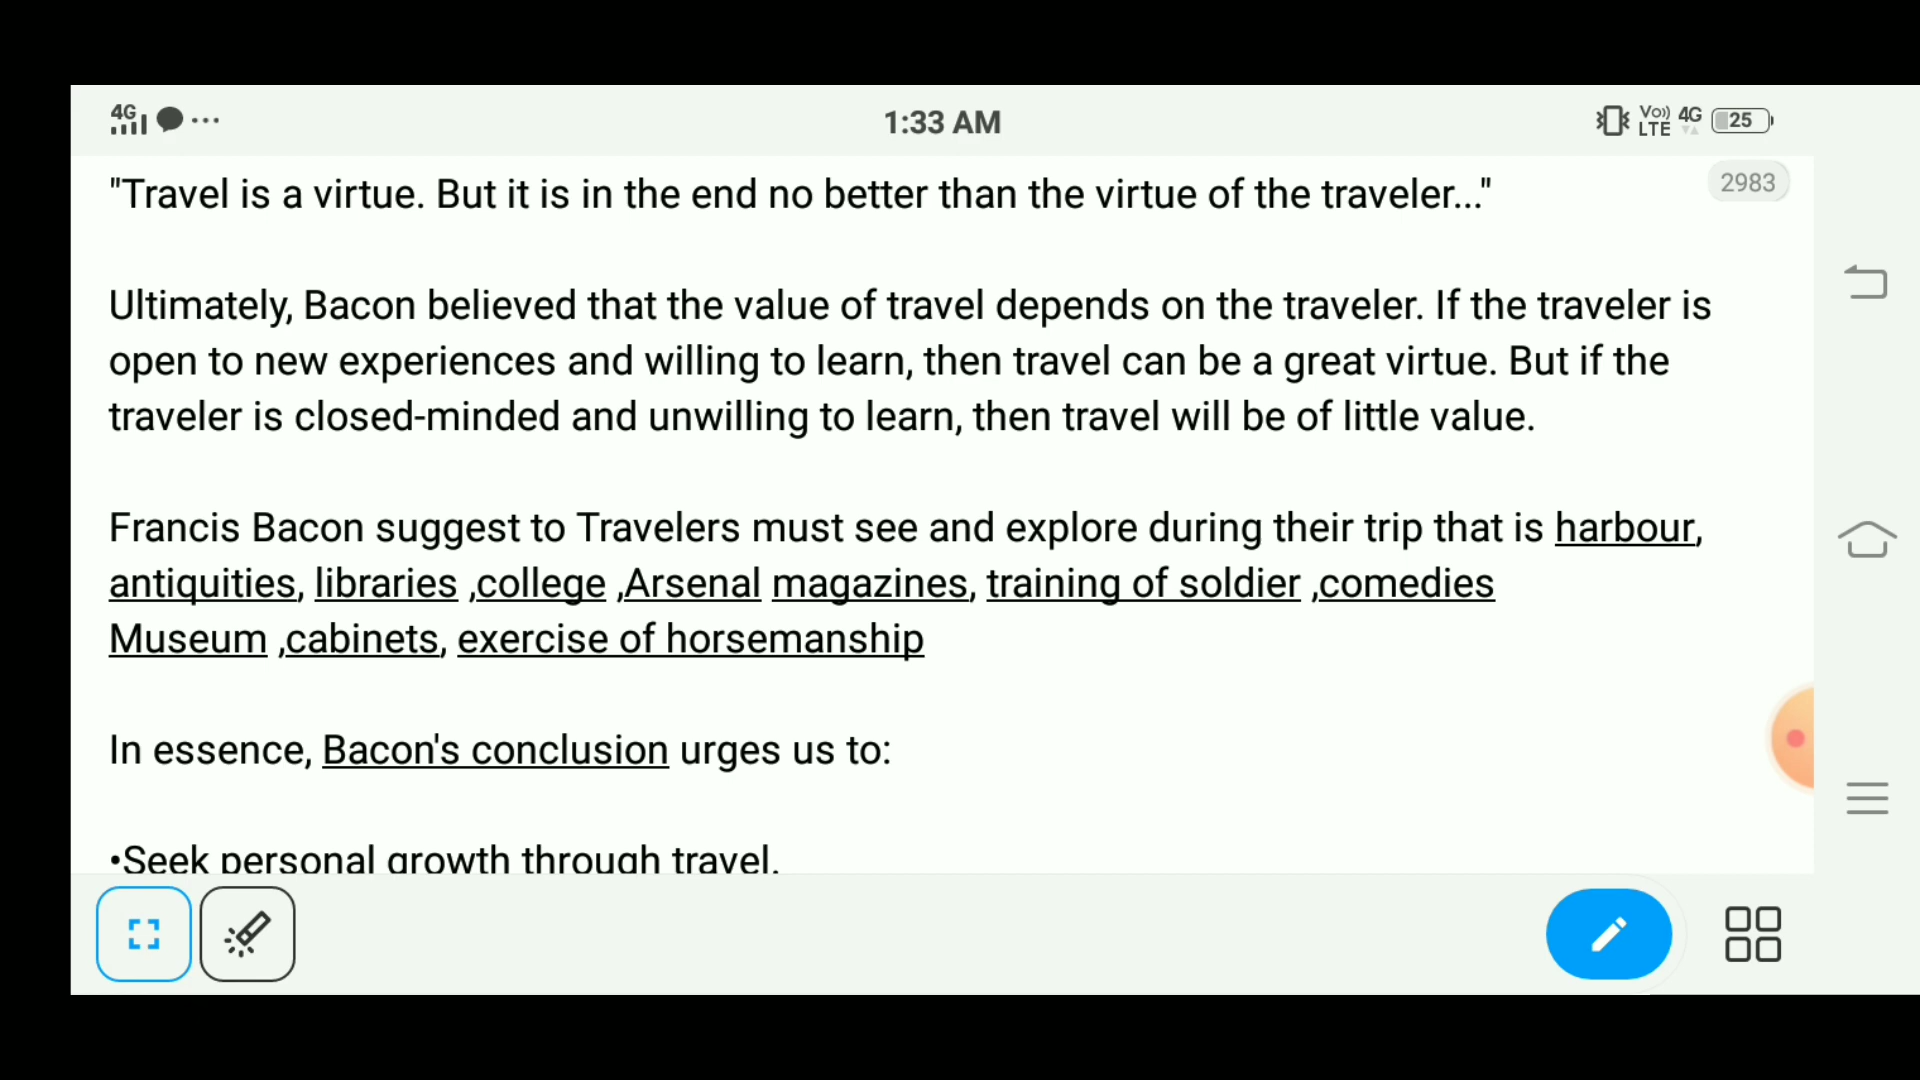 4G
1:33 AM
Vo)) LTE 4G 25
"Travel is a virtue. But it is in the end no better than the virtue of the traveler..."
2983
Ultimately, Bacon believed that the value of travel depends on the traveler. If the traveler is
open to new experiences and willing to learn, then travel can be a great virtue. But if the
traveler is closed-minded and unwilling to learn, then travel will be of little value.
Francis Bacon suggest to Travelers must see and explore during their trip that is harbour,
antiquities, libraries ,college ,Arsenal magazines, training of soldier ,comedies
Museum ,cabinets, exercise of horsemanship
In essence, Bacon's conclusion urges us to:
•Seek personal growth through travel.